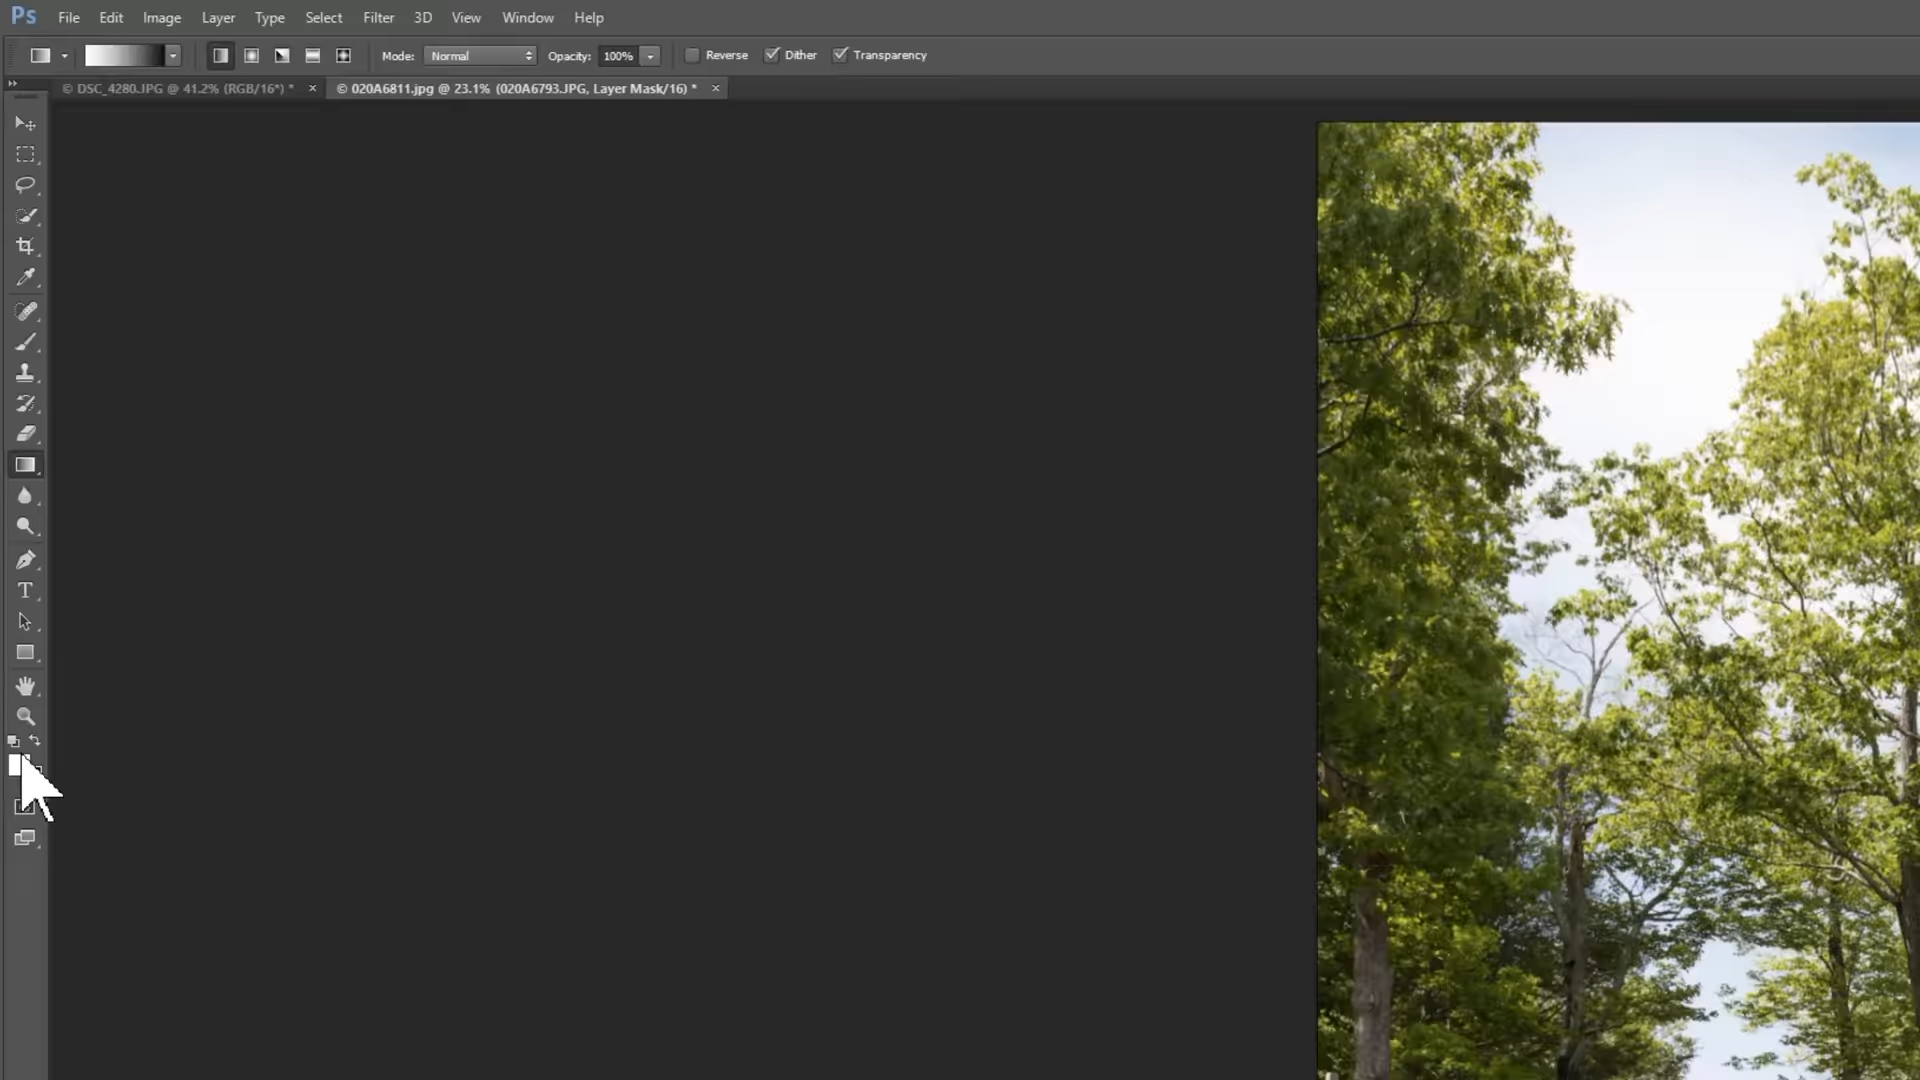 Ps File Edit Image Layer Type Select Filter 3D View Window Help
Mode: Normal Opacity: 100% Reverse Dither Transparency
© DSC_4280.JPG @ 41.2% (RGB/16*) * × © 020A6811.jpg @ 23.1% (020A6793.JPG, Layer Mask/16) * ×
T